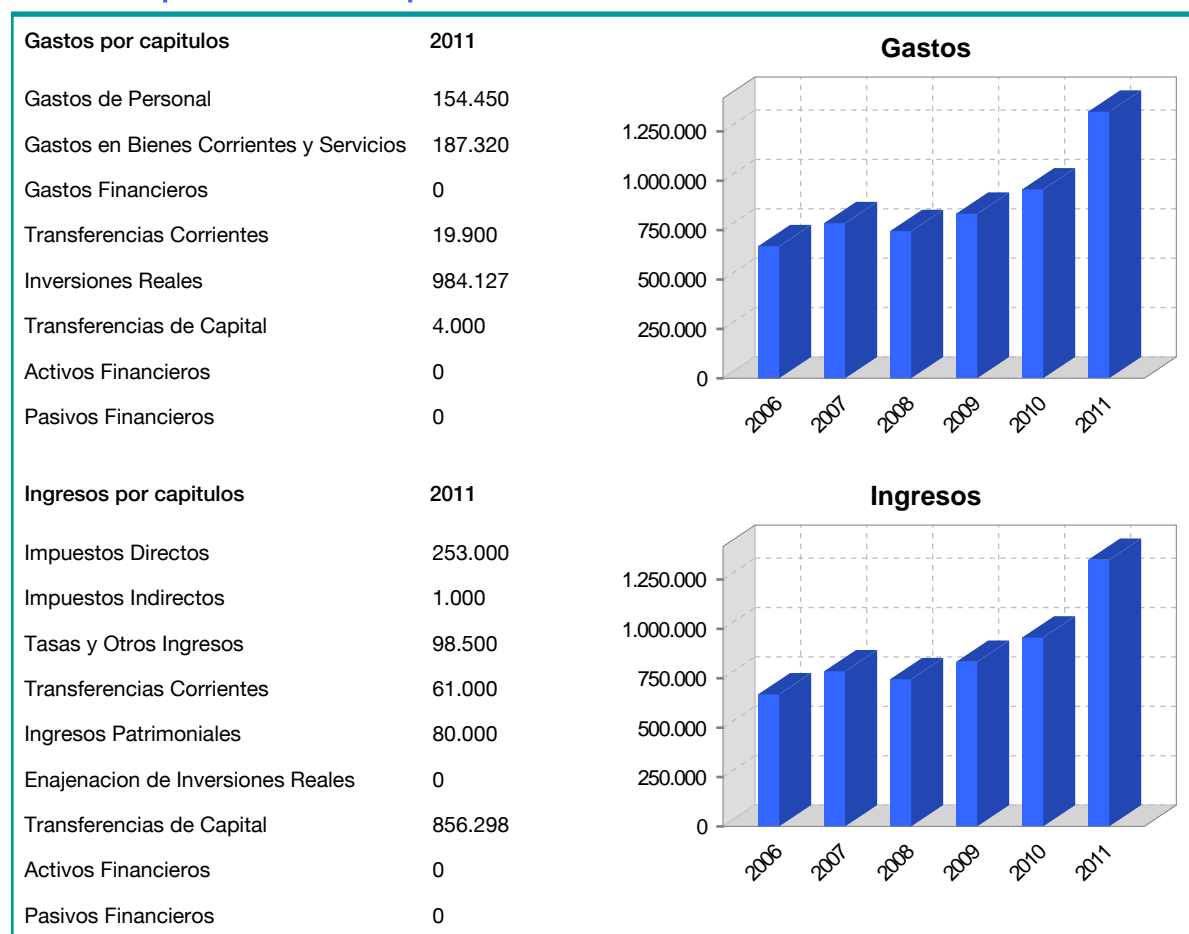 Gastos por capitulos 2011
Gastos de Personal 154.450
Gastos en Bienes Corrientes y Servicios 187.320
Gastos Financieros 0
Transferencias Corrientes 19.900
Inversiones Reales 984.127
Transferencias de Capital 4.000
Activos Financieros 0
Pasivos Financieros 0
Gastos
1.250.000
1.000.000
750.000
500.000
250.000
0
2006 2007 2008 2009 2010 2011
Ingresos por capitulos 2011
Impuestos Directos 253.000
Impuestos Indirectos 1.000
Tasas y Otros Ingresos 98.500
Transferencias Corrientes 61.000
Ingresos Patrimoniales 80.000
Enajenacion de Inversiones Reales 0
Transferencias de Capital 856.298
Activos Financieros 0
Pasivos Financieros 0
Ingresos
1.250.000
1.000.000
750.000
500.000
250.000
0
2006 2007 2008 2009 2010 2011